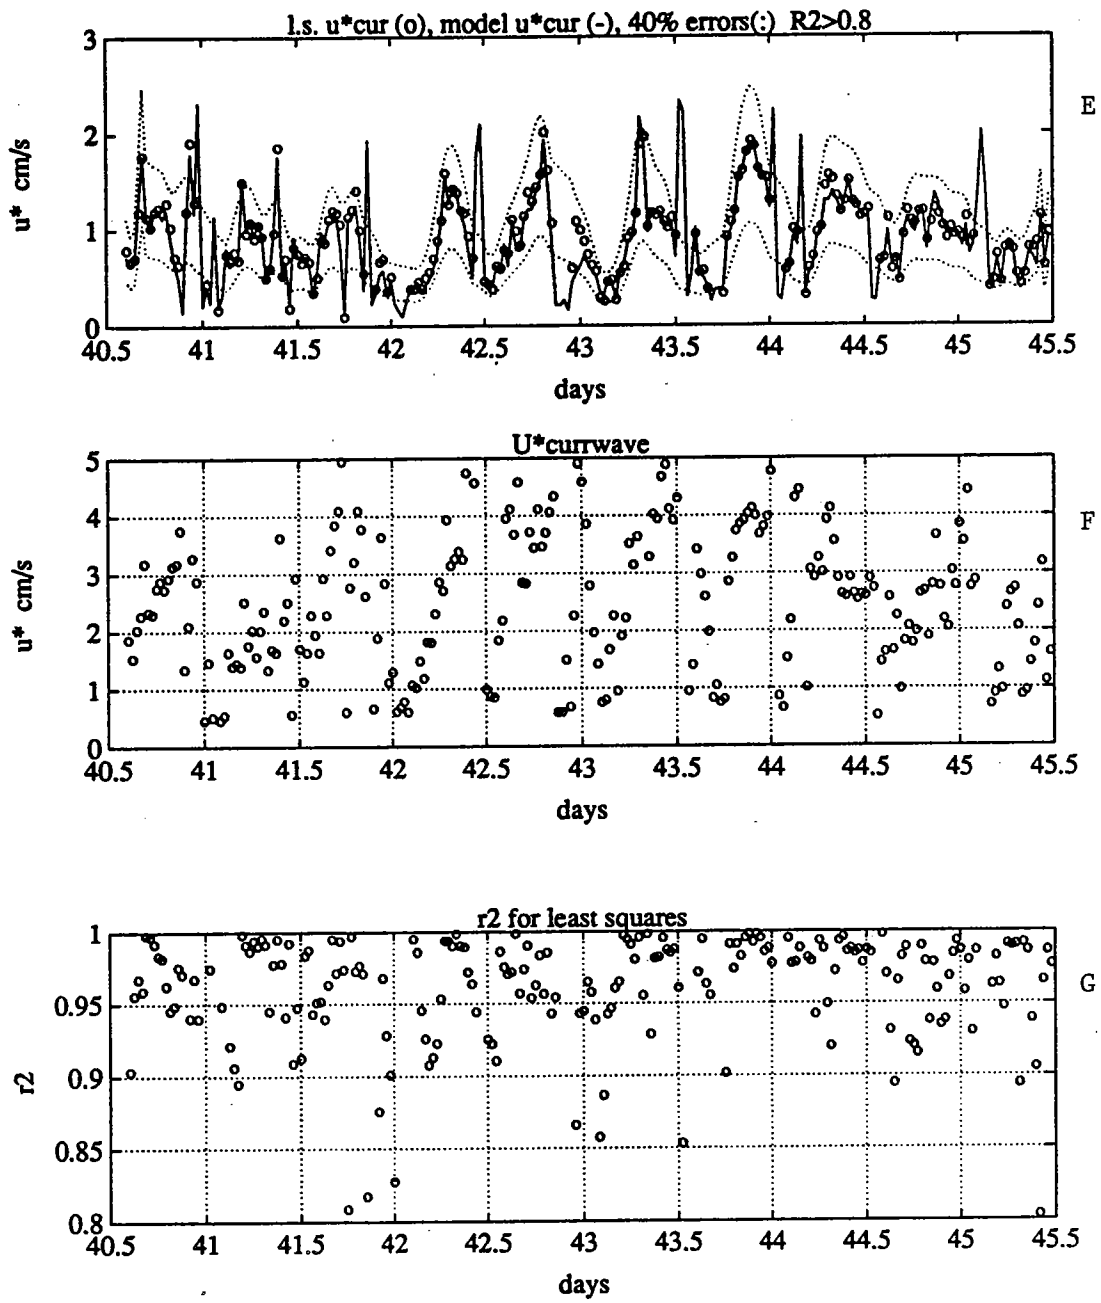 l.s. u*cur (o), model u*cur (-), 40% errors(:) R2>0.8
3
2
1
0
u* cm/s
E
40.5 41 41.5 42 42.5 43 43.5 44 44.5 45 45.5
days
U*currwave
5
4
3
2
1
0
u* cm/s
F
40.5 41 41.5 42 42.5 43 43.5 44 44.5 45 45.5
days
r2 for least squares
1
0.95
0.9
0.85
0.8
r2
G
40.5 41 41.5 42 42.5 43 43.5 44 44.5 45 45.5
days